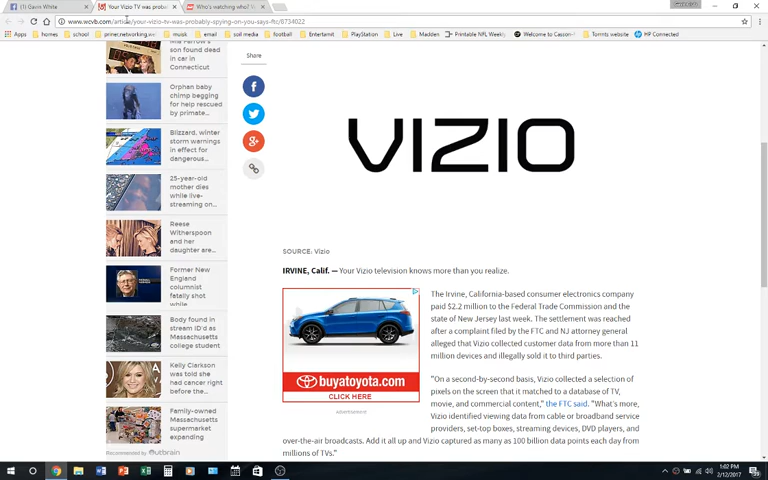 Gavin White
Your Vizio TV was proba
Who's watching who? Vi
www.wcvb.com/article/your-vizio-tv-was-probably-spying-on-you-says-ftc/8734022
Apps
home
school
primer,networking,we
musik
email
soil media
football
Entertaimt
PlayStation
Live
Madden
Printable NFL Weekly
Welcome to Casson-
Torrnts website
HP Connected
son found dead
in car in
Connecticut
Orphan baby
chimp begging
for help rescued
by primate...
Blizzard, winter
storm warnings
in effect for
dangerous...
25-year-old
mother dies
while live-
streaming on...
Reese
Witherspoon
and her
daughter are...
Former New
England
columnist
fatally shot
while
Body found in
stream ID'd as
Massachusetts
college student
Kelly Clarkson
was told she
had cancer right
before the...
Family-owned
Massachusetts
supermarket
expanding
Recommended by Outbrain
Share
VIZIO
SOURCE: Vizio
IRVINE, Calif. — Your Vizio television knows more than you realize.
buyatoyota.com
CLICK HERE
advertisement
The Irvine, California-based consumer electronics company
paid $2.2 million to the Federal Trade Commission and the
state of New Jersey last week. The settlement was reached
after a complaint filed by the FTC and NJ attorney general
alleged that Vizio collected customer data from more than 11
million devices and illegally sold it to third parties.
"On a second-by-second basis, Vizio collected a selection of
pixels on the screen that it matched to a database of TV,
movie, and commercial content," the FTC said. "What's more,
Vizio identified viewing data from cable or broadband service
providers, set-top boxes, streaming devices, DVD players, and
over-the-air broadcasts. Add it all up and Vizio captured as many as 100 billion data points each day from
millions of TVs."
1:02 PM
2/12/2017